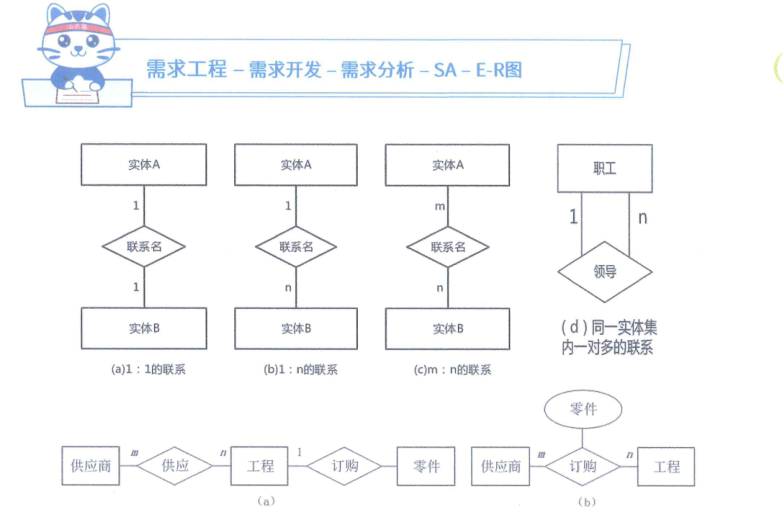 需求工程 – 需求开发 – 需求分析 – SA – E-R图
实体A
1
联系名
1
实体B
(a)1：1的联系
实体A
1
联系名
n
实体B
(b)1：n的联系
实体A
m
联系名
n
实体B
(c)m：n的联系
职工
1
n
领导
(d)同一实体集
内一对多的联系
供应商
m
供应
n
工程
1
订购
零件
(a)
零件
供应商
m
订购
n
工程
(b)